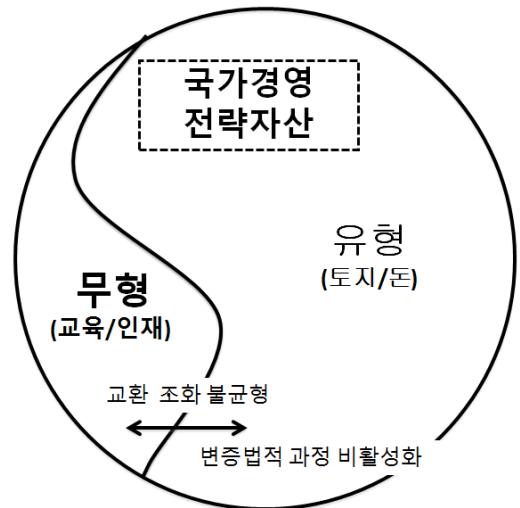 국가경영
전략자산
유형
(토지/돈)
무형
(교육/인재)
교환 조화 불균형
변증법적 과정 비활성화